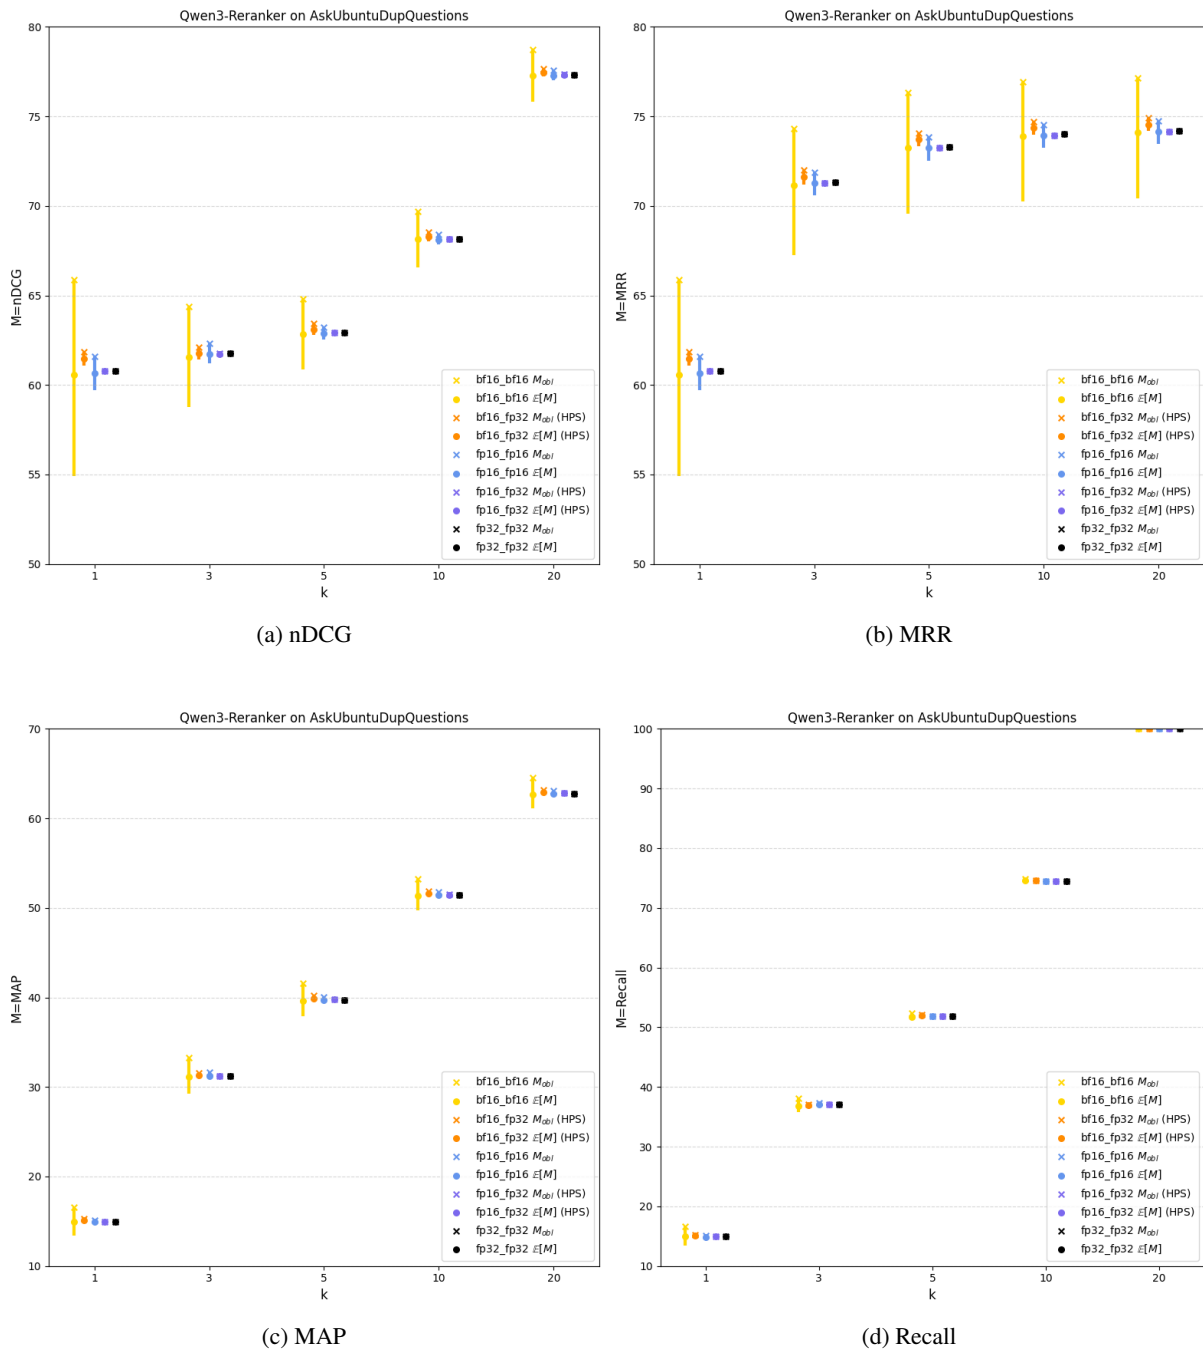 Qwen3-Reranker on AskUbuntuDupQuestions
80
75
70
65
60
55
50
M=nDCG
bf16_bf16 M_obl
bf16_bf16 𝔼[M]
bf16_fp32 M_obl (HPS)
bf16_fp32 𝔼[M] (HPS)
fp16_fp16 M_obl
fp16_fp16 𝔼[M]
fp16_fp32 M_obl (HPS)
fp16_fp32 𝔼[M] (HPS)
fp32_fp32 M_obl
fp32_fp32 𝔼[M]
1 3 5 10 20
k
(a) nDCG
Qwen3-Reranker on AskUbuntuDupQuestions
80
75
70
65
60
55
50
M=MRR
bf16_bf16 M_obl
bf16_bf16 𝔼[M]
bf16_fp32 M_obl (HPS)
bf16_fp32 𝔼[M] (HPS)
fp16_fp16 M_obl
fp16_fp16 𝔼[M]
fp16_fp32 M_obl (HPS)
fp16_fp32 𝔼[M] (HPS)
fp32_fp32 M_obl
fp32_fp32 𝔼[M]
1 3 5 10 20
k
(b) MRR
Qwen3-Reranker on AskUbuntuDupQuestions
70
60
50
40
30
20
10
M=MAP
bf16_bf16 M_obl
bf16_bf16 𝔼[M]
bf16_fp32 M_obl (HPS)
bf16_fp32 𝔼[M] (HPS)
fp16_fp16 M_obl
fp16_fp16 𝔼[M]
fp16_fp32 M_obl (HPS)
fp16_fp32 𝔼[M] (HPS)
fp32_fp32 M_obl
fp32_fp32 𝔼[M]
1 3 5 10 20
k
(c) MAP
Qwen3-Reranker on AskUbuntuDupQuestions
100
90
80
70
60
50
40
30
20
10
M=Recall
bf16_bf16 M_obl
bf16_bf16 𝔼[M]
bf16_fp32 M_obl (HPS)
bf16_fp32 𝔼[M] (HPS)
fp16_fp16 M_obl
fp16_fp16 𝔼[M]
fp16_fp32 M_obl (HPS)
fp16_fp32 𝔼[M] (HPS)
fp32_fp32 M_obl
fp32_fp32 𝔼[M]
1 3 5 10 20
k
(d) Recall